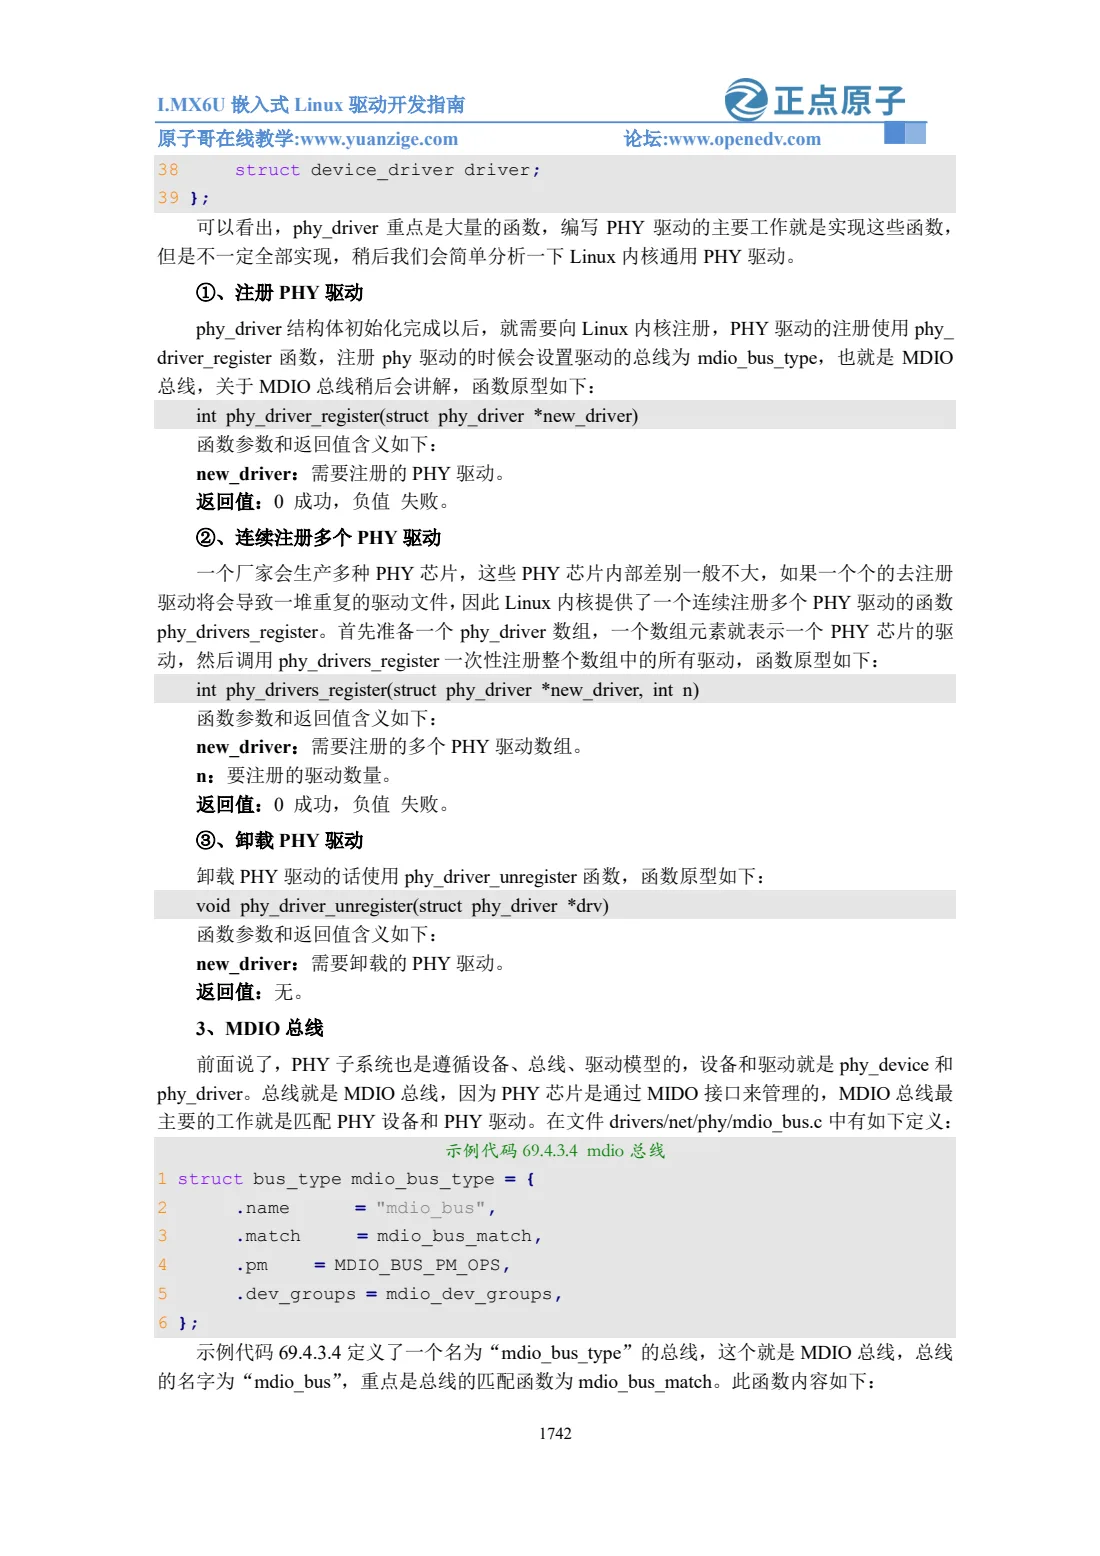 I.MX6U 嵌入式 Linux 驱动开发指南
正点原子
原子哥在线教学:www.yuanzige.com 论坛:www.openedv.com
38 struct device_driver driver;
39 };
可以看出，phy_driver 重点是大量的函数，编写 PHY 驱动的主要工作就是实现这些函数，
但是不一定全部实现，稍后我们会简单分析一下 Linux 内核通用 PHY 驱动。
①、注册 PHY 驱动
phy_driver 结构体初始化完成以后，就需要向 Linux 内核注册，PHY 驱动的注册使用 phy_
driver_register 函数，注册 phy 驱动的时候会设置驱动的总线为 mdio_bus_type，也就是 MDIO
总线，关于 MDIO 总线稍后会讲解，函数原型如下：
int phy_driver_register(struct phy_driver *new_driver)
函数参数和返回值含义如下：
new_driver：需要注册的 PHY 驱动。
返回值：0 成功，负值 失败。
②、连续注册多个 PHY 驱动
一个厂家会生产多种 PHY 芯片，这些 PHY 芯片内部差别一般不大，如果一个个的去注册
驱动将会导致一堆重复的驱动文件，因此 Linux 内核提供了一个连续注册多个 PHY 驱动的函数
phy_drivers_register。首先准备一个 phy_driver 数组，一个数组元素就表示一个 PHY 芯片的驱
动，然后调用 phy_drivers_register 一次性注册整个数组中的所有驱动，函数原型如下：
int phy_drivers_register(struct phy_driver *new_driver, int n)
函数参数和返回值含义如下：
new_driver：需要注册的多个 PHY 驱动数组。
n：要注册的驱动数量。
返回值：0 成功，负值 失败。
③、卸载 PHY 驱动
卸载 PHY 驱动的话使用 phy_driver_unregister 函数，函数原型如下：
void phy_driver_unregister(struct phy_driver *drv)
函数参数和返回值含义如下：
new_driver：需要卸载的 PHY 驱动。
返回值：无。
3、MDIO 总线
前面说了，PHY 子系统也是遵循设备、总线、驱动模型的，设备和驱动就是 phy_device 和
phy_driver。总线就是 MDIO 总线，因为 PHY 芯片是通过 MIDO 接口来管理的，MDIO 总线最
主要的工作就是匹配 PHY 设备和 PHY 驱动。在文件 drivers/net/phy/mdio_bus.c 中有如下定义：
示例代码 69.4.3.4 mdio 总线
1 struct bus_type mdio_bus_type = {
2 .name = "mdio_bus",
3 .match = mdio_bus_match,
4 .pm = MDIO_BUS_PM_OPS,
5 .dev_groups = mdio_dev_groups,
6 };
示例代码 69.4.3.4 定义了一个名为“mdio_bus_type”的总线，这个就是 MDIO 总线，总线
的名字为“mdio_bus”，重点是总线的匹配函数为 mdio_bus_match。此函数内容如下：
1742